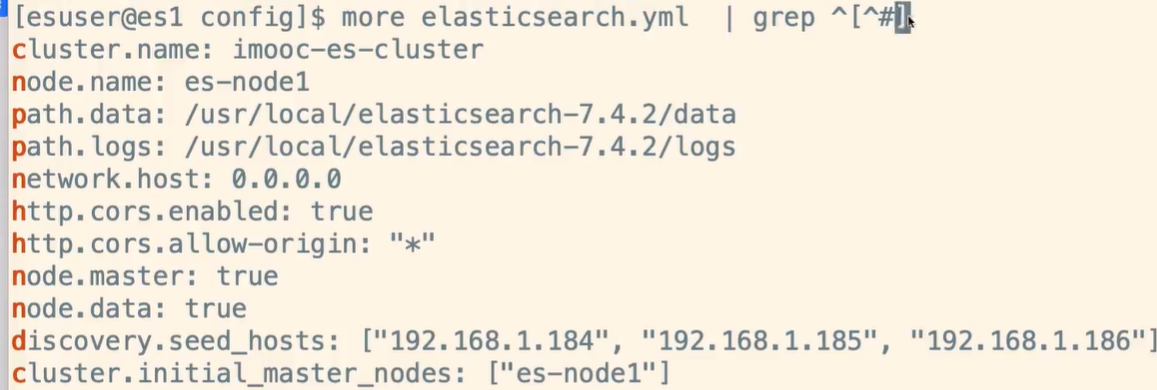 [esuser@es1 config]$ more elasticsearch.yml  | grep ^[^#]
cluster.name: imooc-es-cluster
node.name: es-node1
path.data: /usr/local/elasticsearch-7.4.2/data
path.logs: /usr/local/elasticsearch-7.4.2/logs
network.host: 0.0.0.0
http.cors.enabled: true
http.cors.allow-origin: "*"
node.master: true
node.data: true
discovery.seed_hosts: ["192.168.1.184", "192.168.1.185", "192.168.1.186"]
cluster.initial_master_nodes: ["es-node1"]